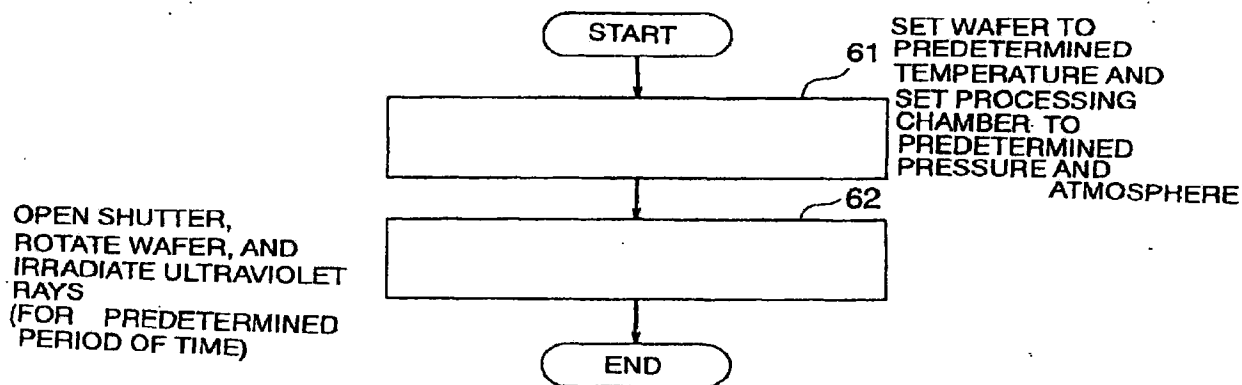 START
61
SET WAFER TO
PREDETERMINED
TEMPERATURE AND
SET PROCESSING
CHAMBER TO
PREDETERMINED
PRESSURE AND
ATMOSPHERE
62
OPEN SHUTTER,
ROTATE WAFER, AND
IRRADIATE ULTRAVIOLET
RAYS
(FOR PREDETERMINED
PERIOD OF TIME)
END